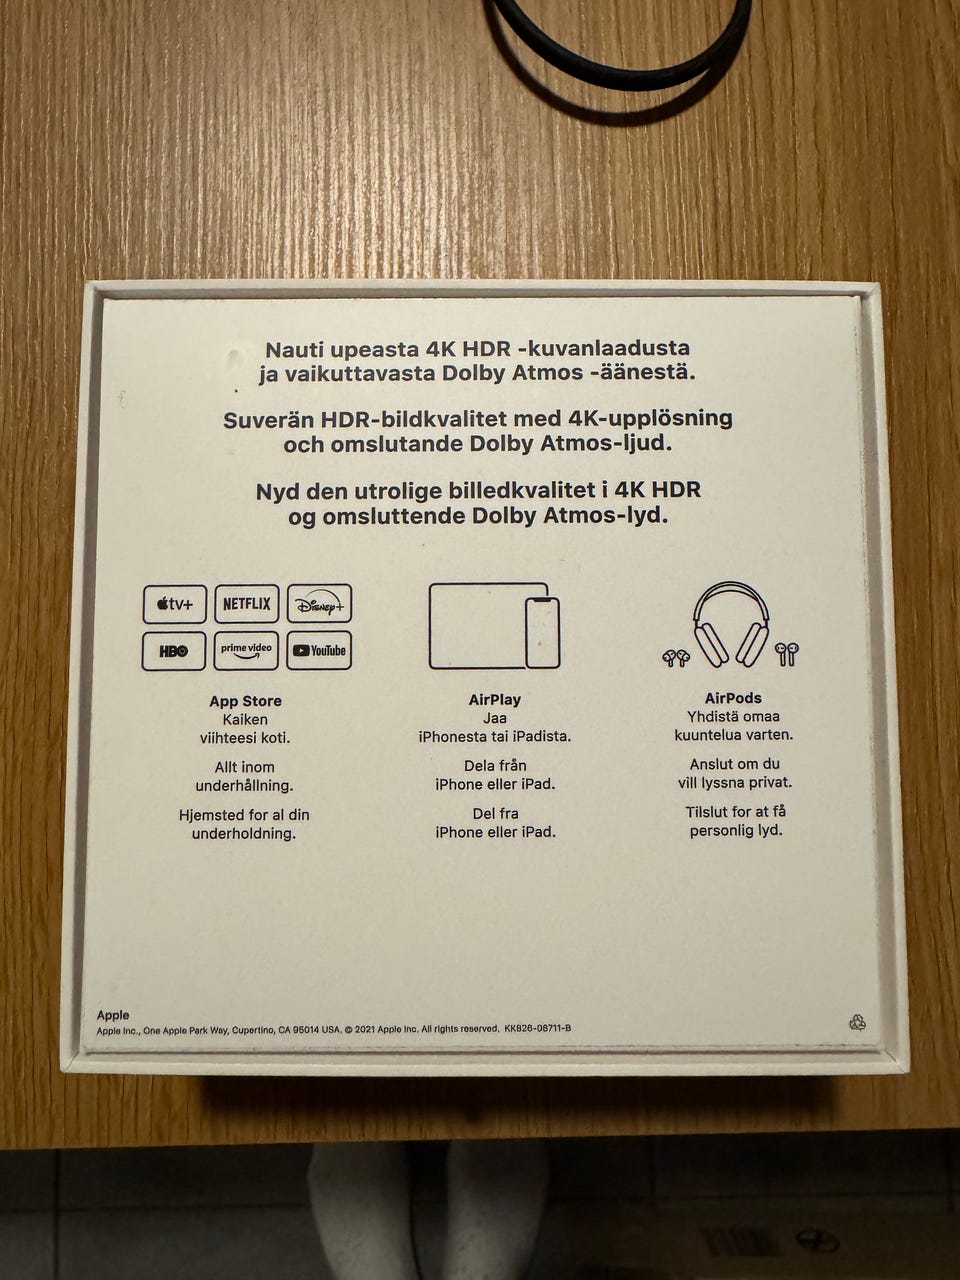 Nauti upeasta 4K HDR -kuvanlaadusta
ja vaikuttavasta Dolby Atmos -äänestä.
Suverän HDR-bildkvalitet med 4K-upplösning
och omslutande Dolby Atmos-ljud.
Nyd den utrolige billedkvalitet i 4K HDR
og omsluttende Dolby Atmos-lyd.
tv+
NETFLIX
Disney+
HBO
prime video
YouTube
App Store
Kaiken
viihteesi koti.
Allt inom
underhållning.
Hjemsted for al din
underholdning.
AirPlay
Jaa
iPhonesta tai iPadista.
Dela från
iPhone eller iPad.
Del fra
iPhone eller iPad.
AirPods
Yhdistä omaa
kuuntelua varten.
Anslut om du
vill lyssna privat.
Tilslut for at få
personlig lyd.
Apple
Apple Inc., One Apple Park Way, Cupertino, CA 95014 USA. © 2021 Apple Inc. All rights reserved. KK826-06711-B